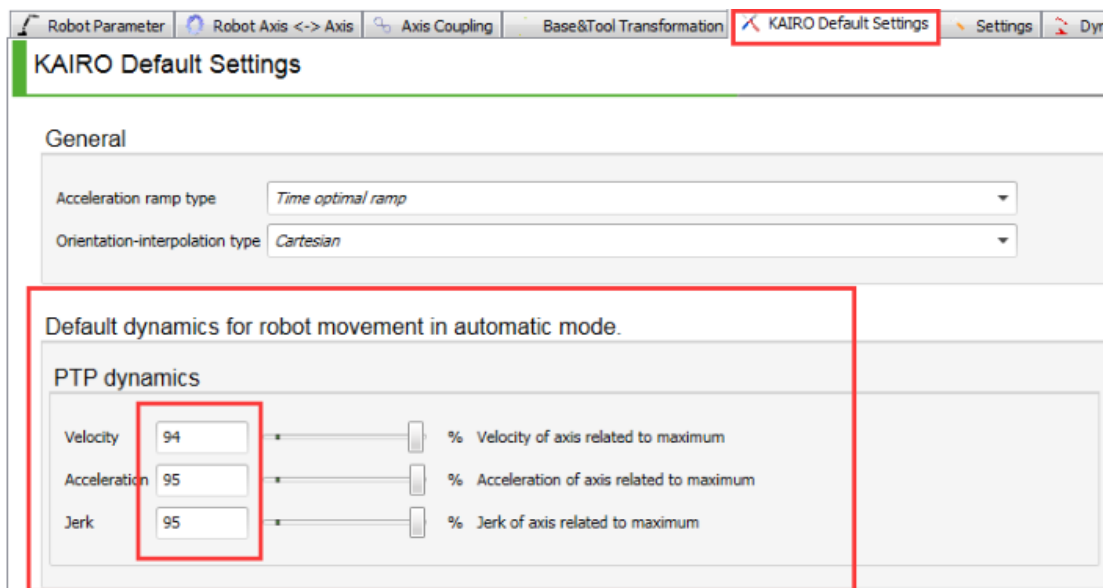 Robot Parameter Robot Axis <-> Axis Axis Coupling Base&Tool Transformation KAIRO Default Settings Settings
KAIRO Default Settings
General
Acceleration ramp type Time optimal ramp
Orientation-interpolation type Cartesian
Default dynamics for robot movement in automatic mode.
PTP dynamics
Velocity 94 % Velocity of axis related to maximum
Acceleration 95 % Acceleration of axis related to maximum
Jerk 95 % Jerk of axis related to maximum